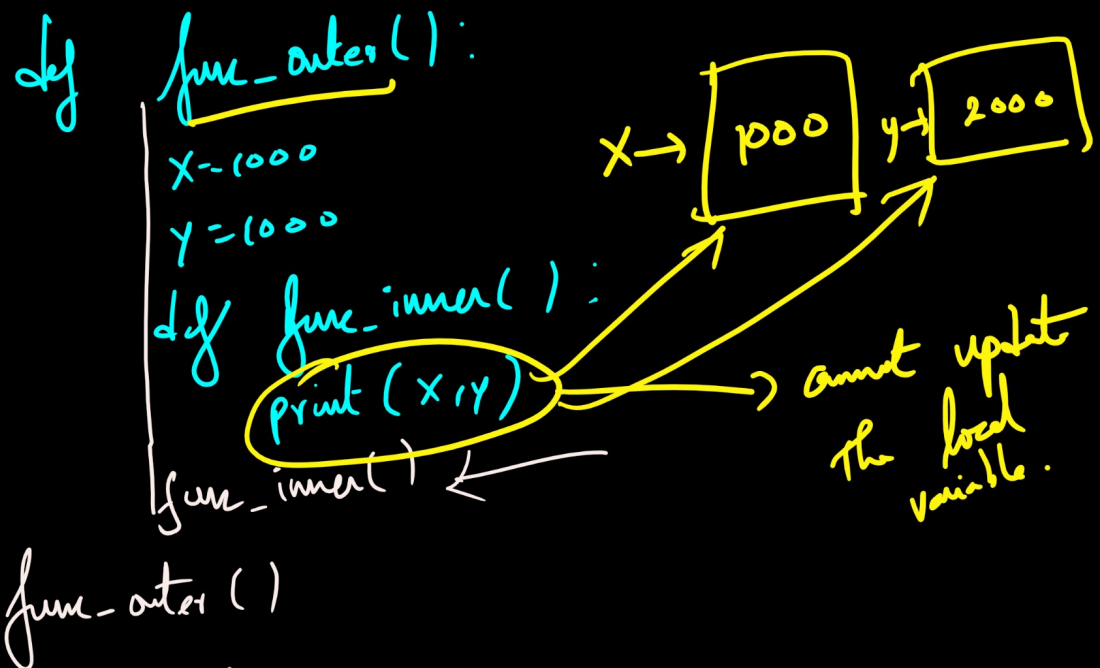 def func_outer():
X=1000
Y=1000
def func_inner():
print(X,Y)
func_inner()
func_outer()
X→ 1000
y→ 2000
cannot update
The local
variable.